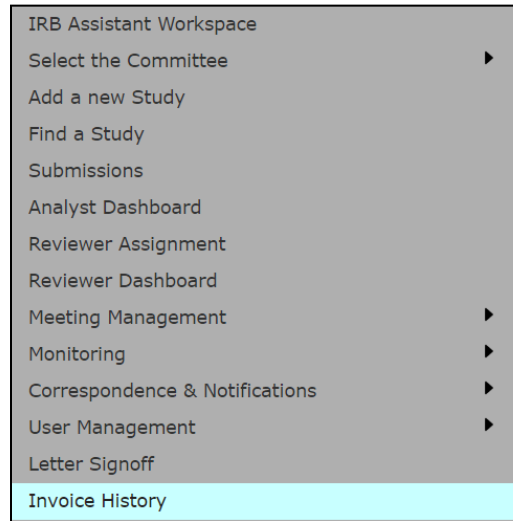 IRB Assistant Workspace
Select the Committee
Add a new Study
Find a Study
Submissions
Analyst Dashboard
Reviewer Assignment
Reviewer Dashboard
Meeting Management
Monitoring
Correspondence & Notifications
User Management
Letter Signoff
Invoice History